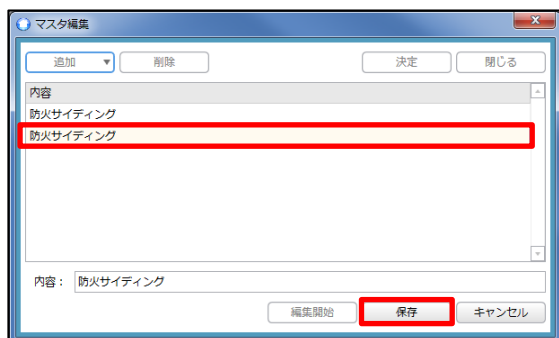 マスタ編集
追加 ▼ 削除 決定 閉じる
内容
防火サイディング
防火サイディング
内容： 防火サイディング
編集開始 保存 キャンセル